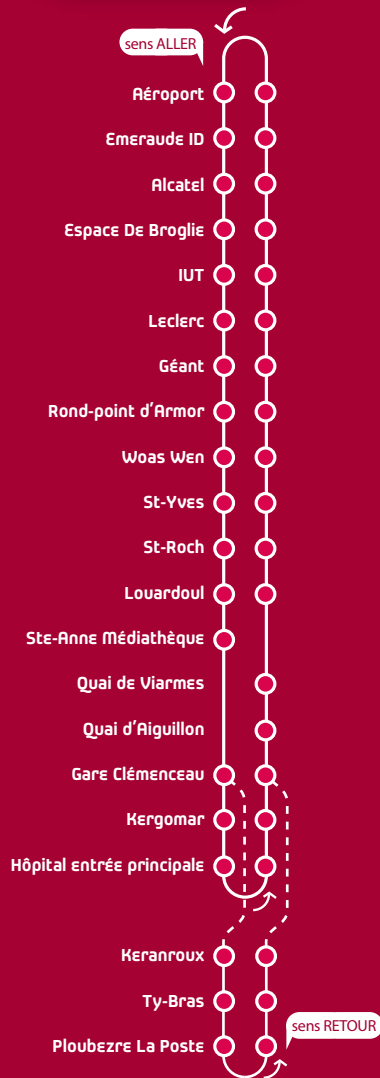 sens ALLER
Aéroport
Emeraude ID
Alcatel
Espace De Broglie
IUT
Leclerc
Géant
Rond-point d'Armor
Woas Wen
St-Yves
St-Roch
Louardoul
Ste-Anne Médiathèque
Quai de Viarmes
Quai d'Aiguillon
Gare Clémenceau
Kergomar
Hôpital entrée principale
Keranroux
Ty-Bras
sens RETOUR
Ploubezre La Poste